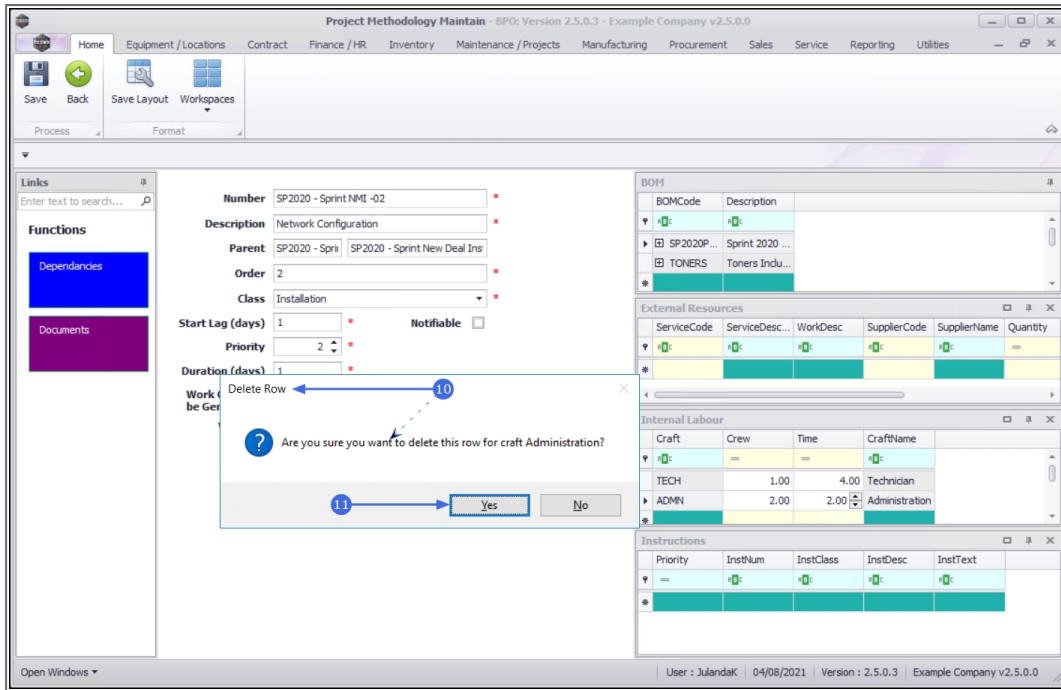 Project Methodology Maintain - BPO: Version 2.5.0.3 - Example Company v2.5.0.0
Home Equipment / Locations Contract Finance / HR Inventory Maintenance / Projects Manufacturing Procurement Sales Service Reporting Utilities
Save Back Save Layout Workspaces
Process Format
Links
Enter text to search...
Functions
Dependancies
Documents
Number SP2020 - Sprint NMI -02 *
Description Network Configuration *
Parent SP2020 - Spri SP2020 - Sprint New Deal Ins
Order 2 *
Class Installation *
Start Lag (days) 1 * Notifiable
Priority 2 *
Duration (days) 1 *
Work
be Ger
Delete Row
10
Are you sure you want to delete this row for craft Administration?
11
Yes No
BOM
BOMCode Description
SP2020P... Sprint 2020 ...
TONERS Toners Inclu...
External Resources
ServiceCode ServiceDesc... WorkDesc SupplierCode SupplierName Quantity
Internal Labour
Craft Crew Time CraftName
TECH 1.00 4.00 Technician
ADMN 2.00 2.00 Administration
Instructions
Priority InstNum InstClass InstDesc InstText
Open Windows User : JulandaK 04/08/2021 Version : 2.5.0.3 Example Company v2.5.0.0